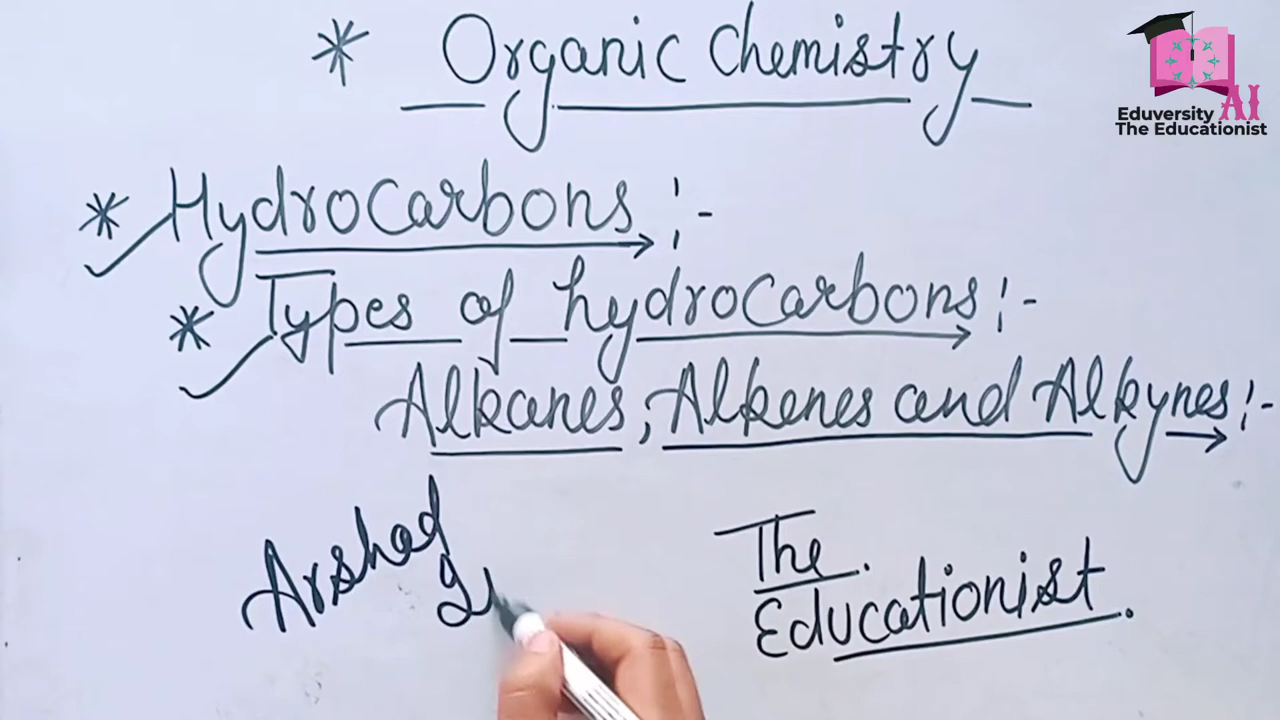 * Organic Chemistry
* Hydrocarbons :-
* Types of hydrocarbons :-
Alkanes, Alkenes and Alkynes :-
Arshad
The.
Educationist.
Eduversity AI
The Educationist